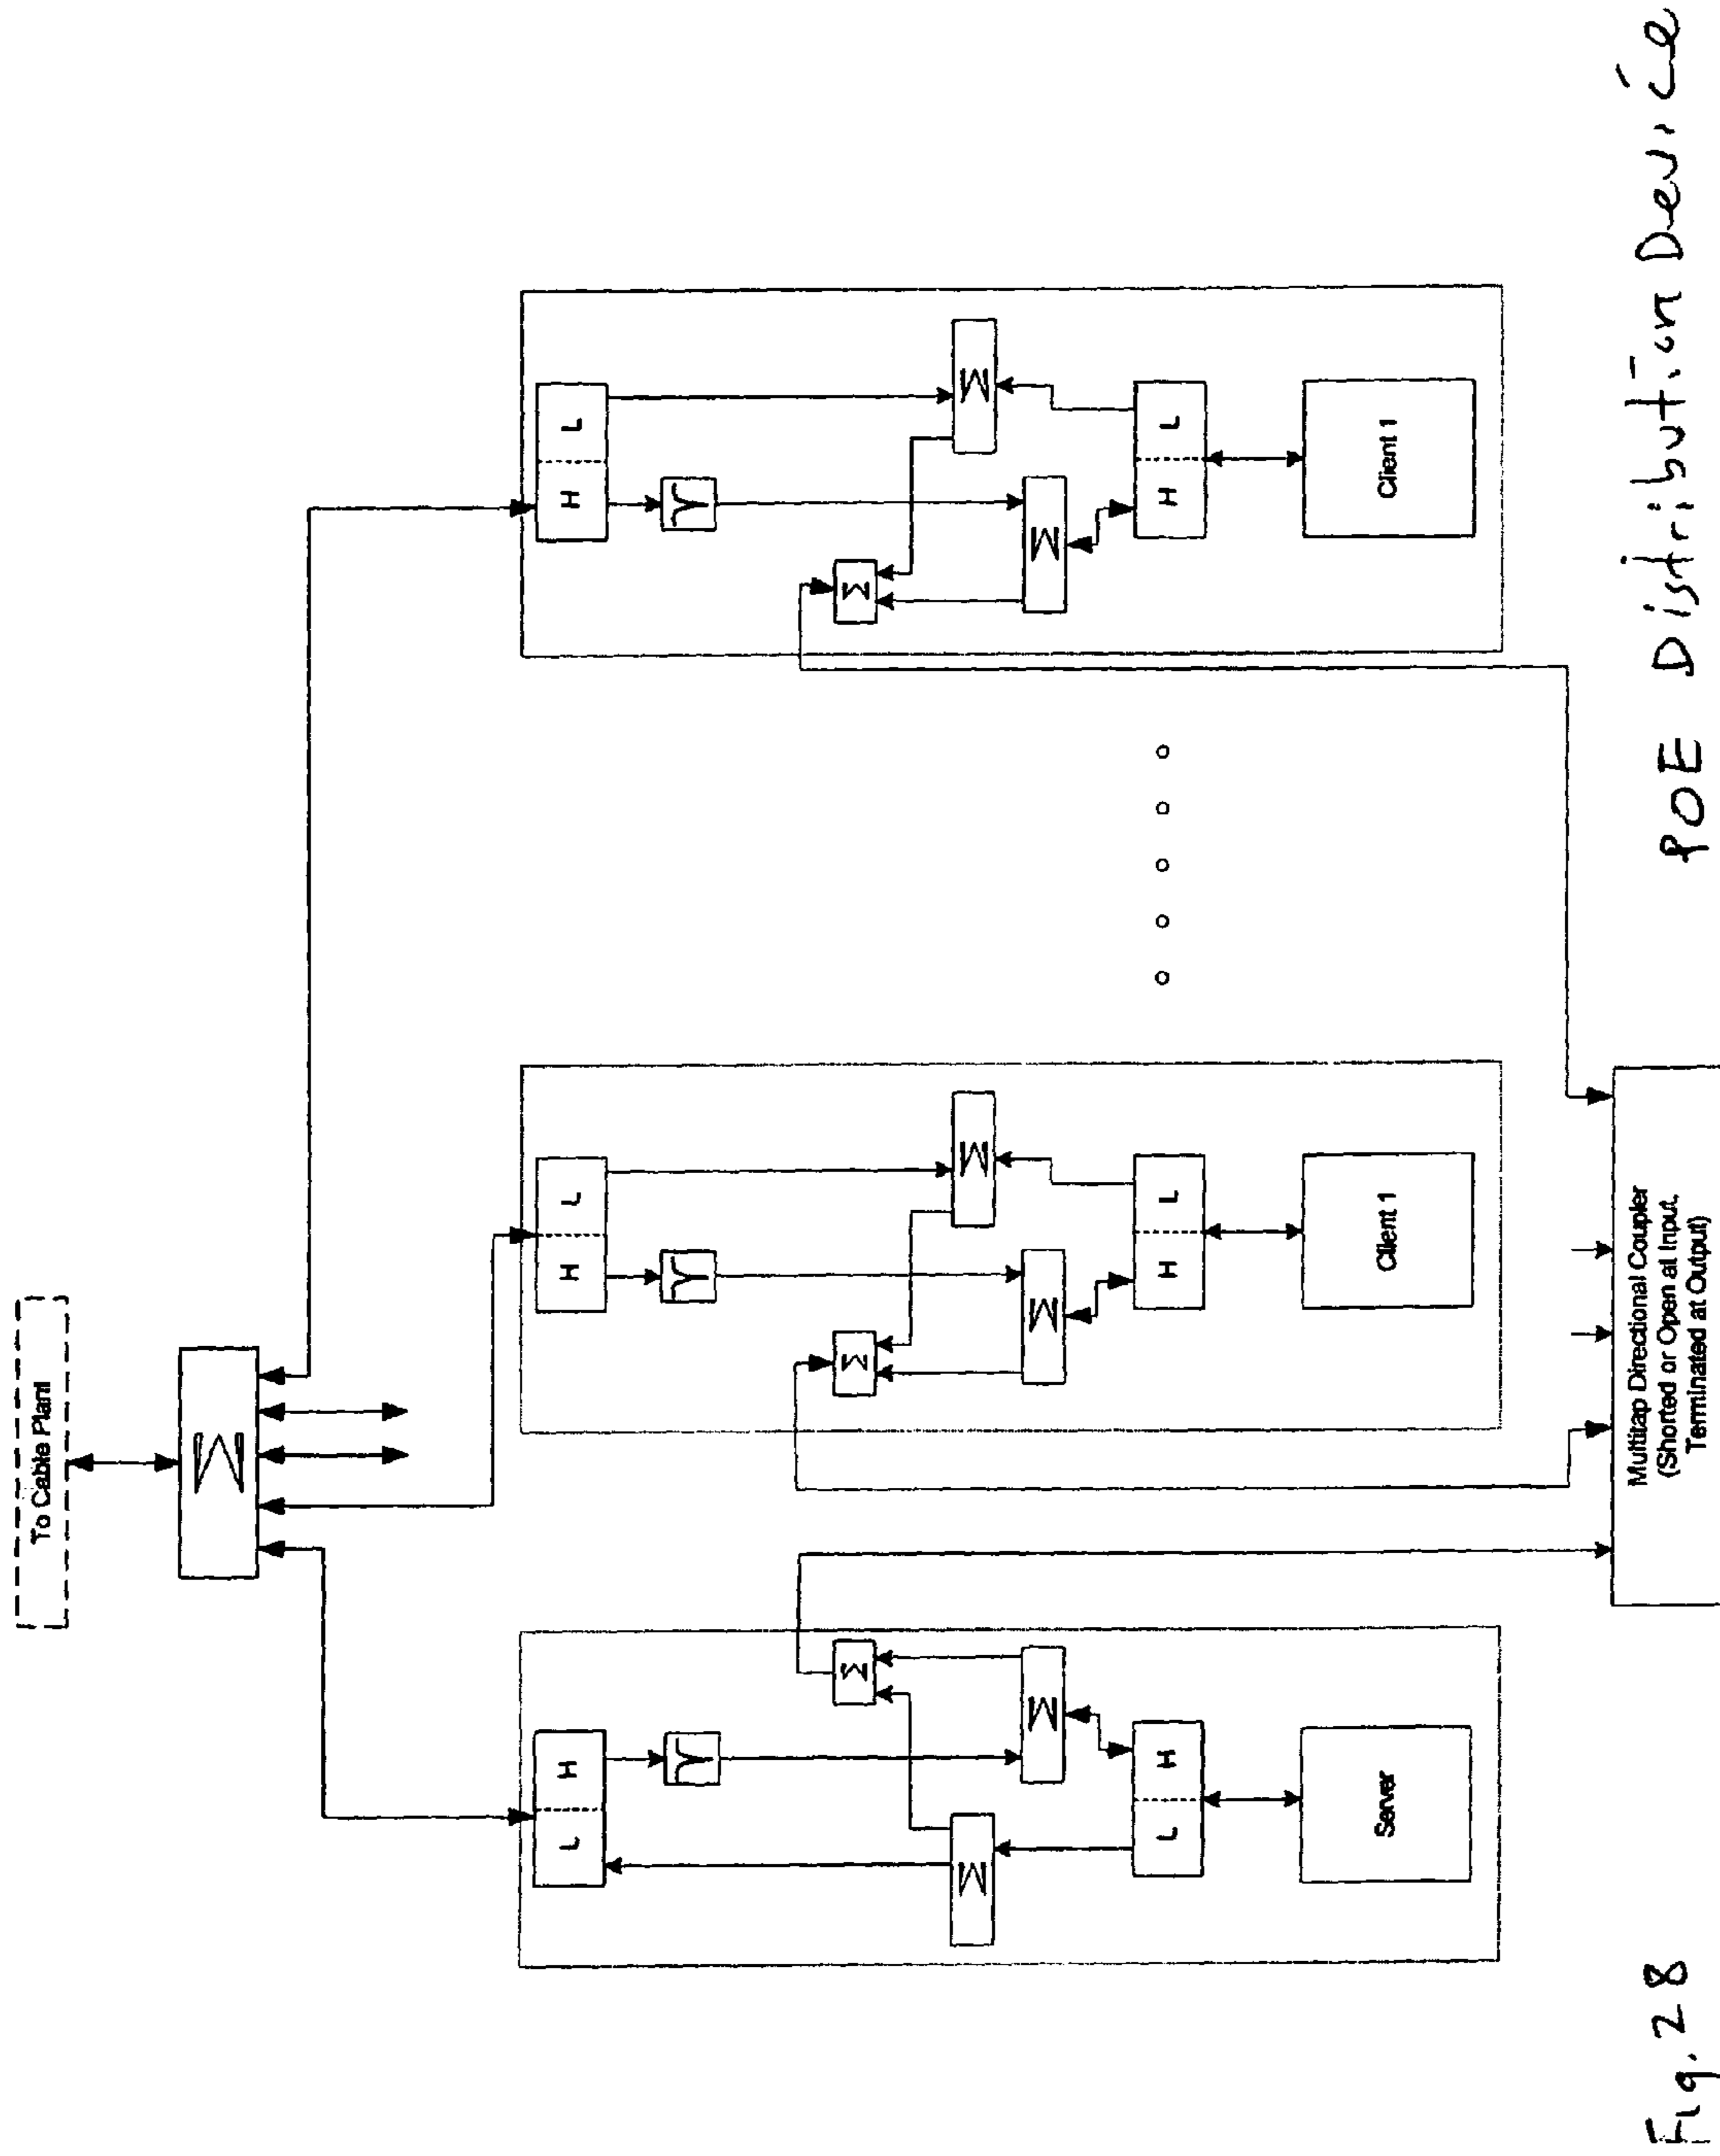 To Cable Plant
Σ
L H
H L
H L
Σ
Σ
Σ
Σ
Σ
Σ
Σ
Σ
Σ
L H
H L
H L
Server
Client 1
Client 1
Multitap Directional Coupler
(Shorted or Open at Input,
Terminated at Output)
Fig. 28
POE Distribution Device